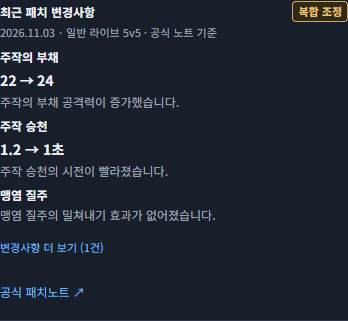 최근 패치 변경사항
복합 조정
2026.11.03 · 일반 라이브 5v5 · 공식 노트 기준
주작의 부채
22 → 24
주작의 부채 공격력이 증가했습니다.
주작 승천
1.2 → 1초
주작 승천의 시전이 빨라졌습니다.
맹염 질주
맹염 질주의 밀쳐내기 효과가 없어졌습니다.
변경사항 더 보기 (1건)
공식 패치노트 ↗